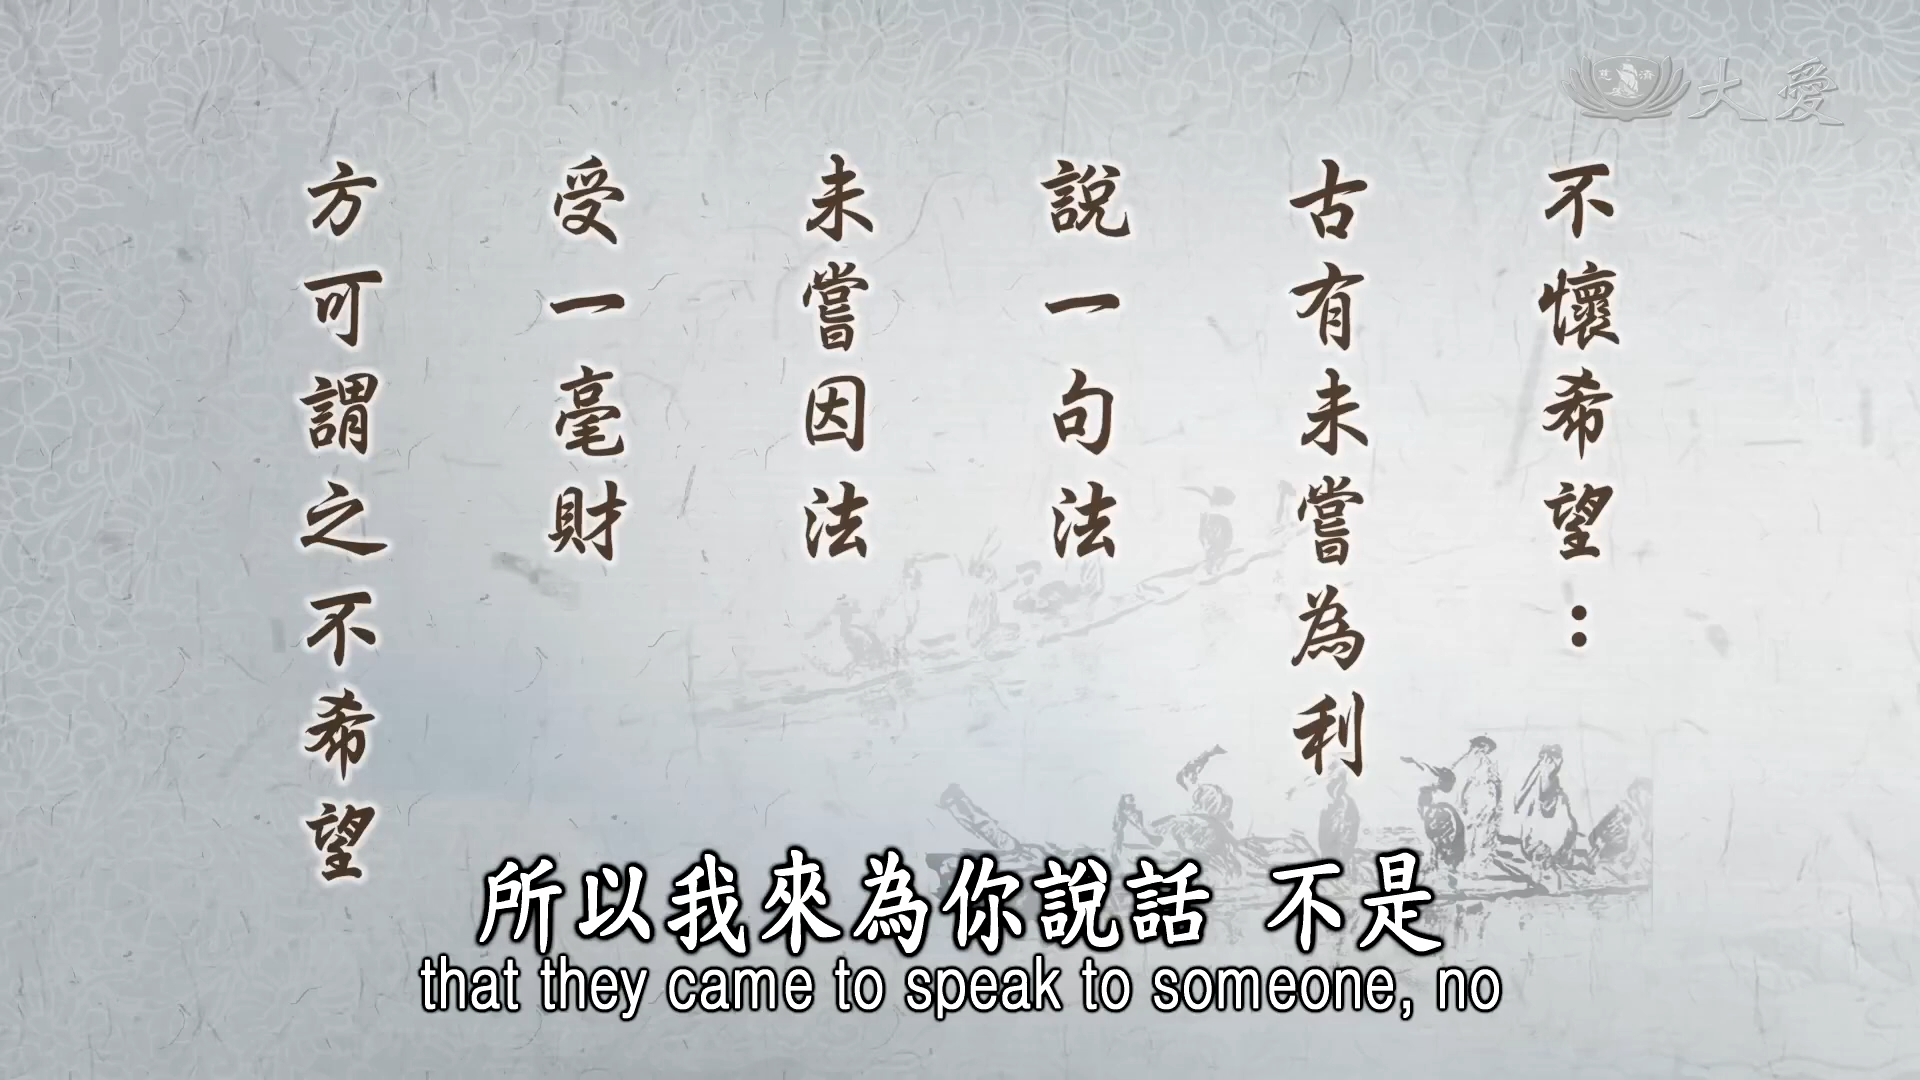 慈濟
大愛
不懷希望：
古有未嘗為利
說一句法
未嘗因法
受一毫財
方可謂之不希望
所以我來為你說話 不是
that they came to speak to someone, no